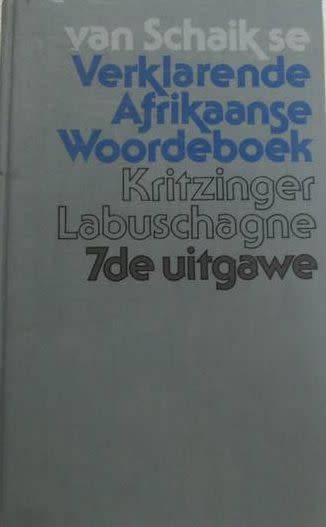 van Schaik se
Verklarende
Afrikaanse
Woordeboek
Kritzinger
Labuschagne
7de uitgawe